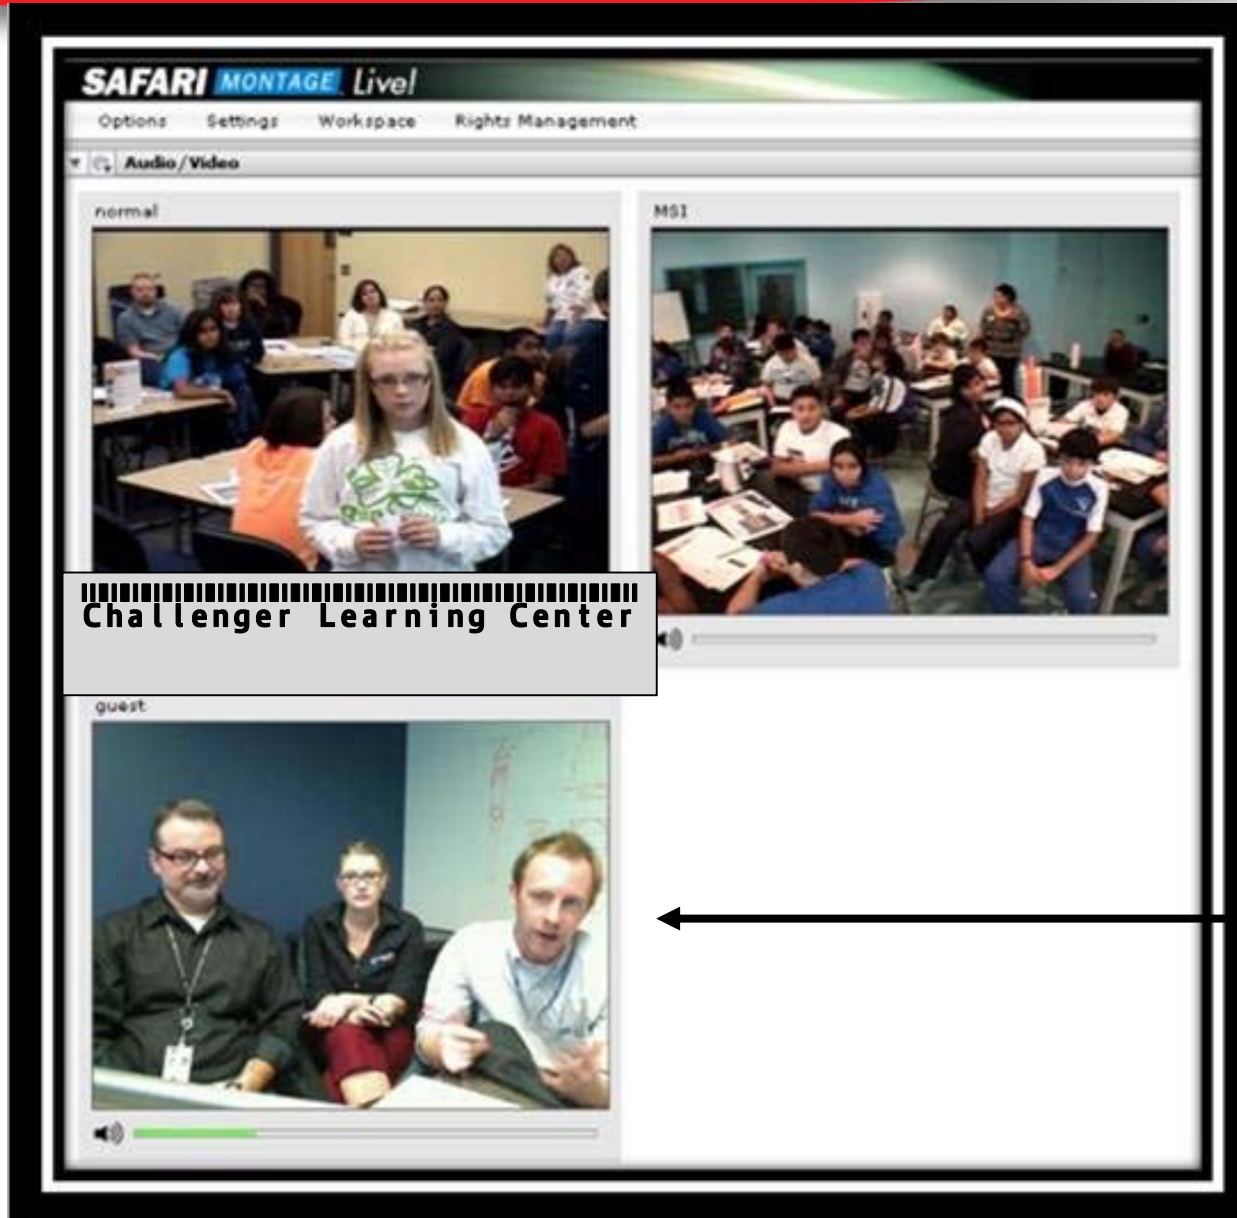 SAFARI MONTAGE Live!
Options Settings Workspace Rights Management
Audio/Video
normal
MSI
Challenger Learning Center
guest